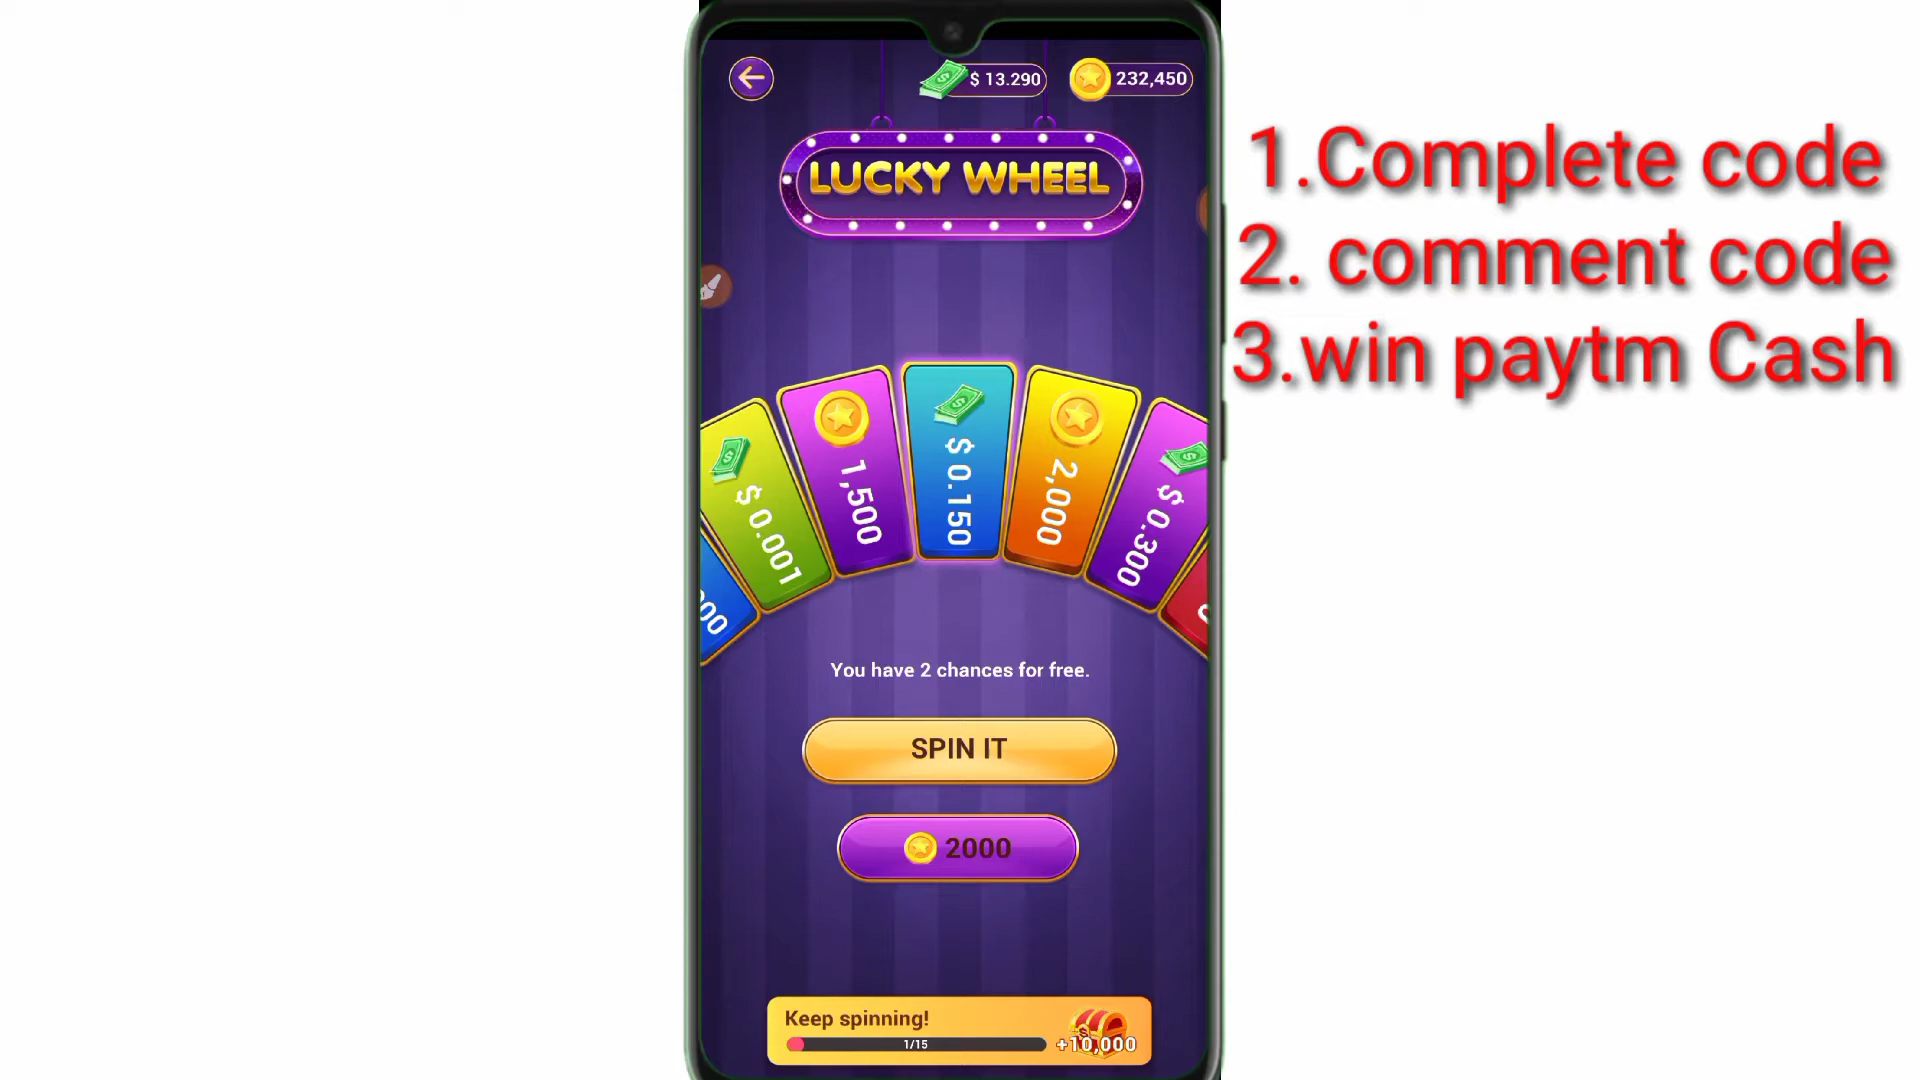 $ 13.290
232,450
LUCKY WHEEL
1.Complete code
2. comment code
3.win paytm Cash
$ 0.001
1,500
$ 0.150
2,000
$ 0.300
You have 2 chances for free.
SPIN IT
2000
Keep spinning!
1/15
+10,000